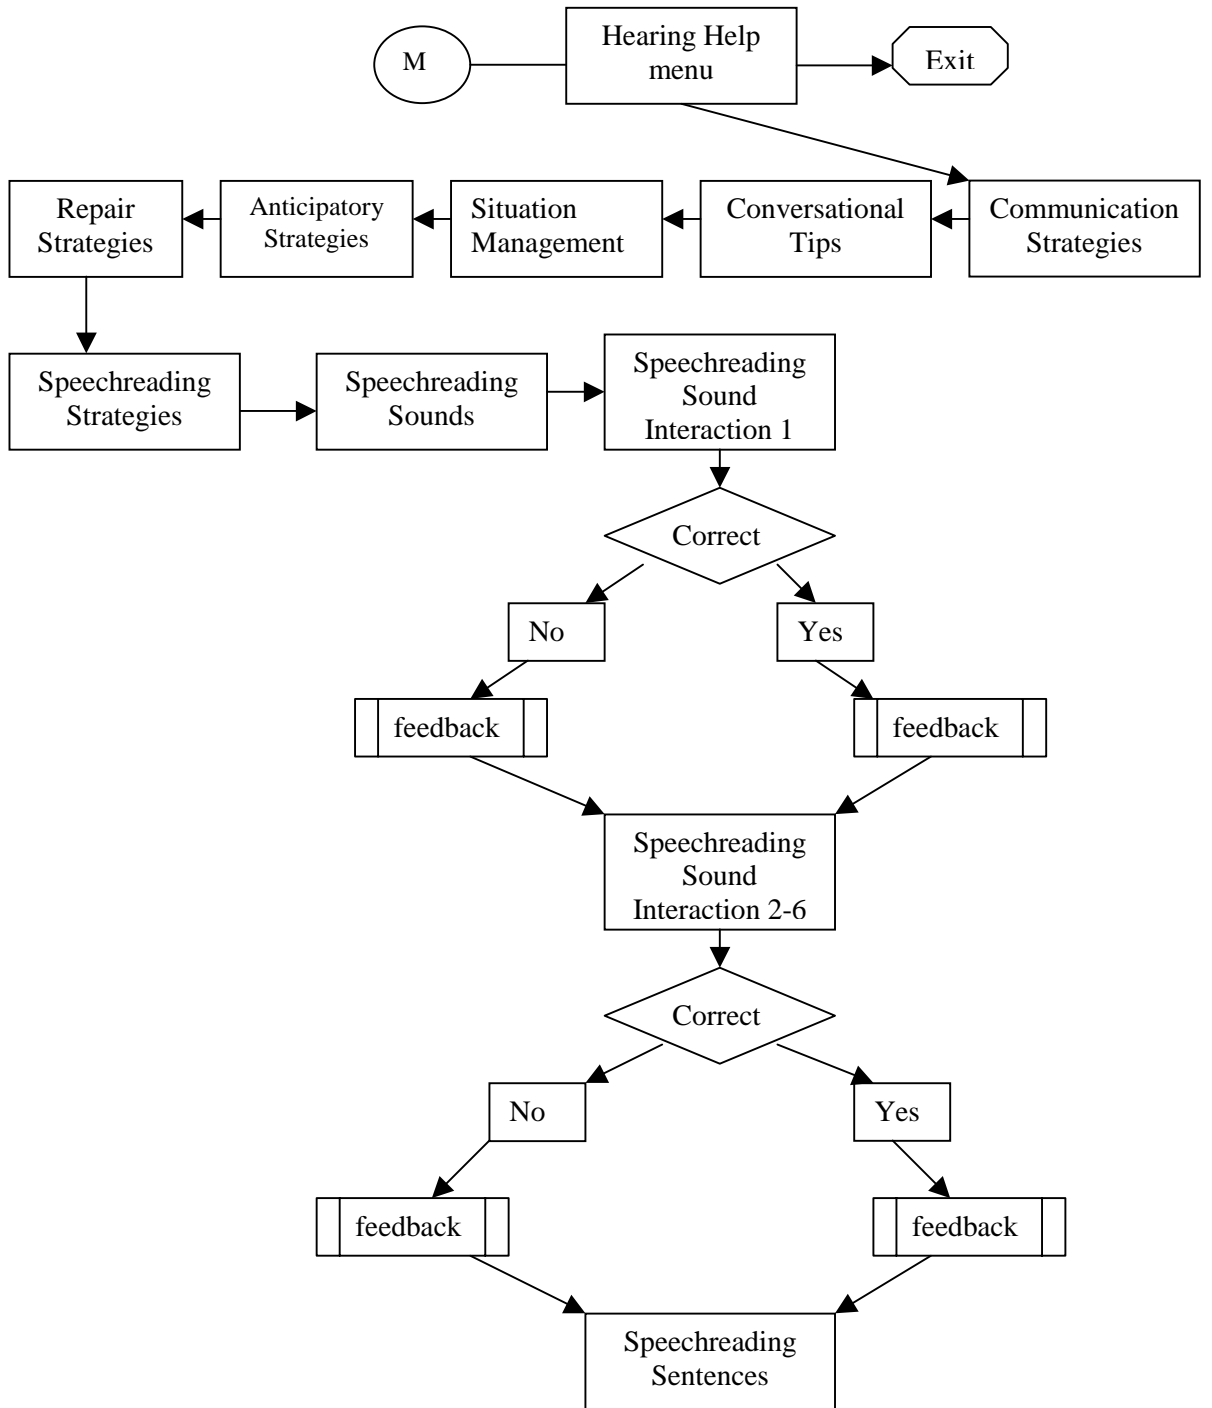 M
Hearing Help
menu
Exit
Repair
Strategies
Anticipatory
Strategies
Situation
Management
Conversational
Tips
Communication
Strategies
Speechreading
Strategies
Speechreading
Sounds
Speechreading
Sound
Interaction 1
Correct
No
Yes
feedback
feedback
Speechreading
Sound
Interaction 2-6
Correct
No
Yes
feedback
feedback
Speechreading
Sentences